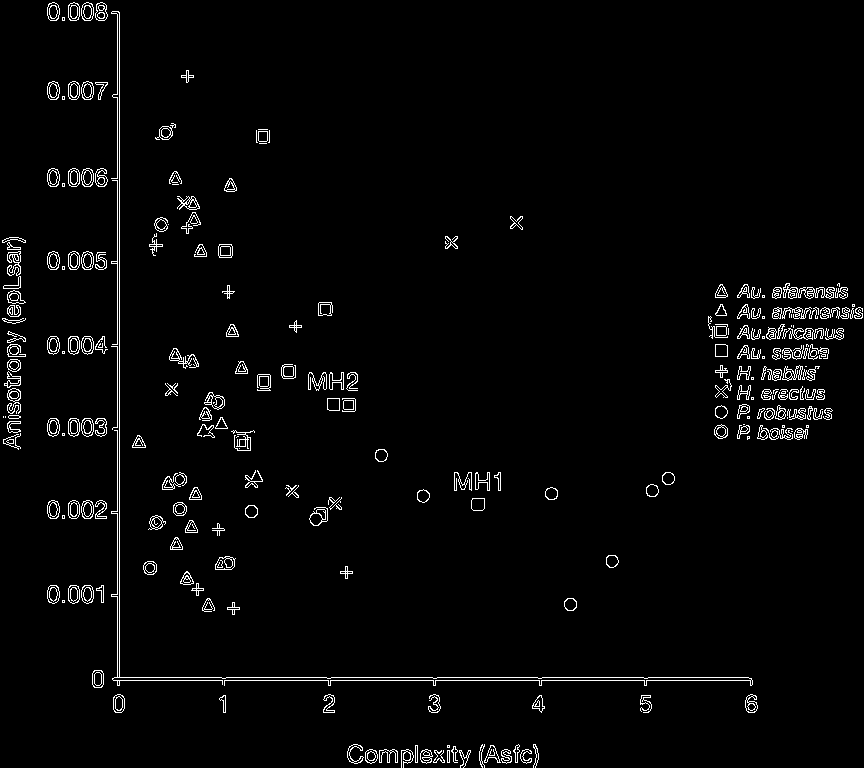 0.008
0.007
0.006
0.005
0.004
0.003
0.002
0.001
0
Anisotropy (epLsar)
MH2
MH1
Au. afarensis
Au. anamensis
Au.africanus
Au. sediba
H. habilis
H. erectus
P. robustus
P. boisei
0 1 2 3 4 5 6
Complexity (Asfc)